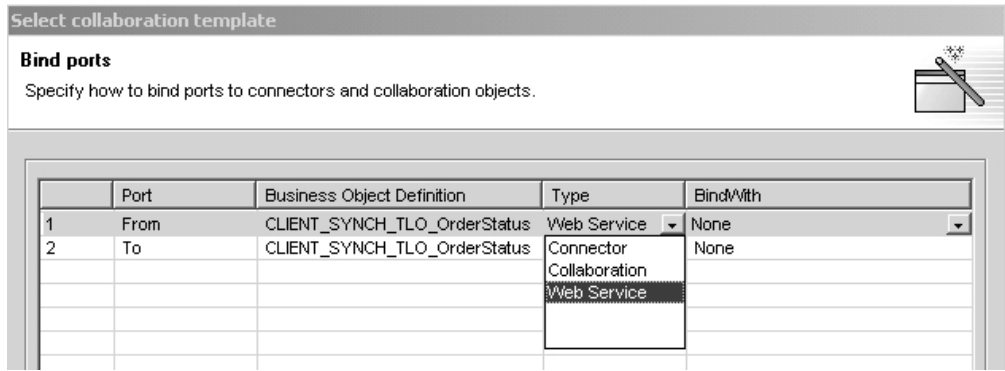 Select collaboration template
Bind ports
Specify how to bind ports to connectors and collaboration objects.
Port Business Object Definition Type BindWith
1 From CLIENT_SYNCH_TLO_OrderStatus Web Service None
2 To CLIENT_SYNCH_TLO_OrderStatus Connector None
Collaboration
Web Service